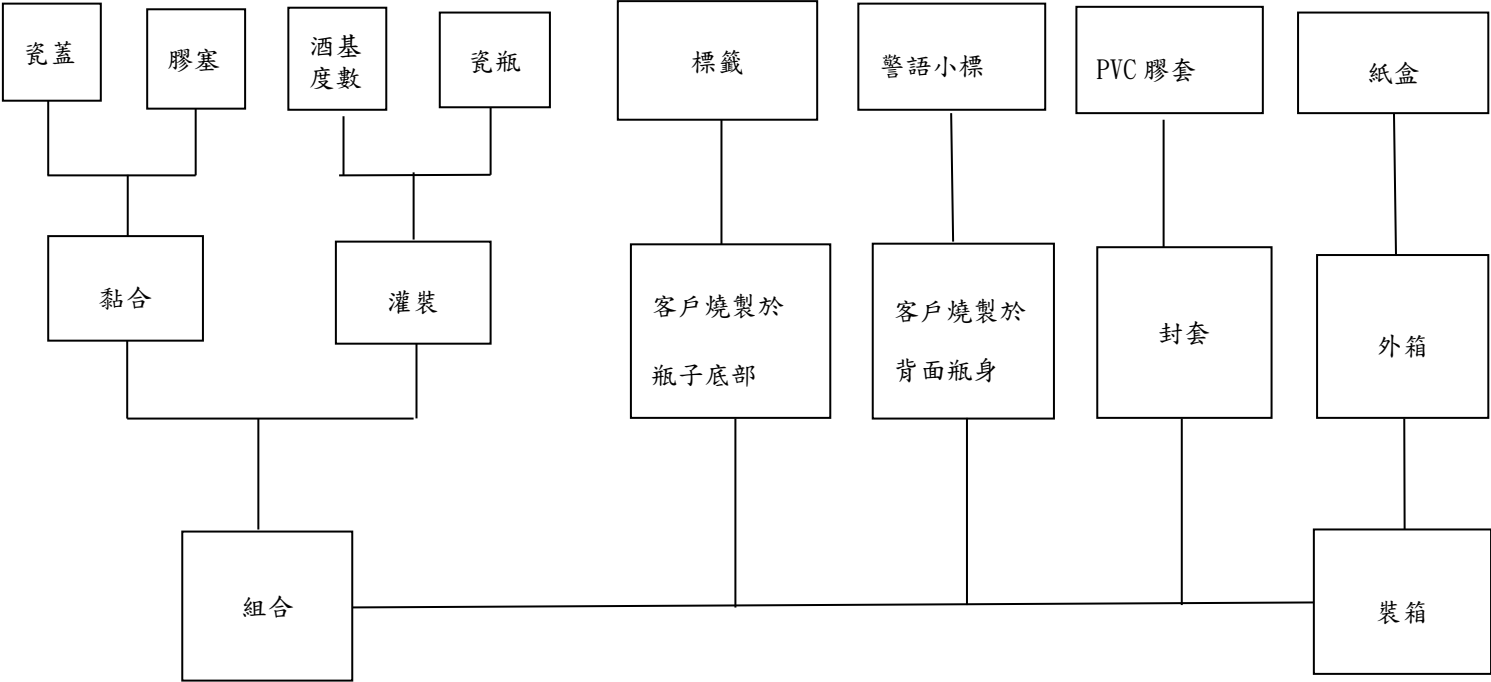 瓷蓋
膠塞
酒基
度數
瓷瓶
標籤
警語小標
PVC 膠套
紙盒
黏合
灌裝
客戶燒製於
瓶子底部
客戶燒製於
背面瓶身
封套
外箱
組合
裝箱